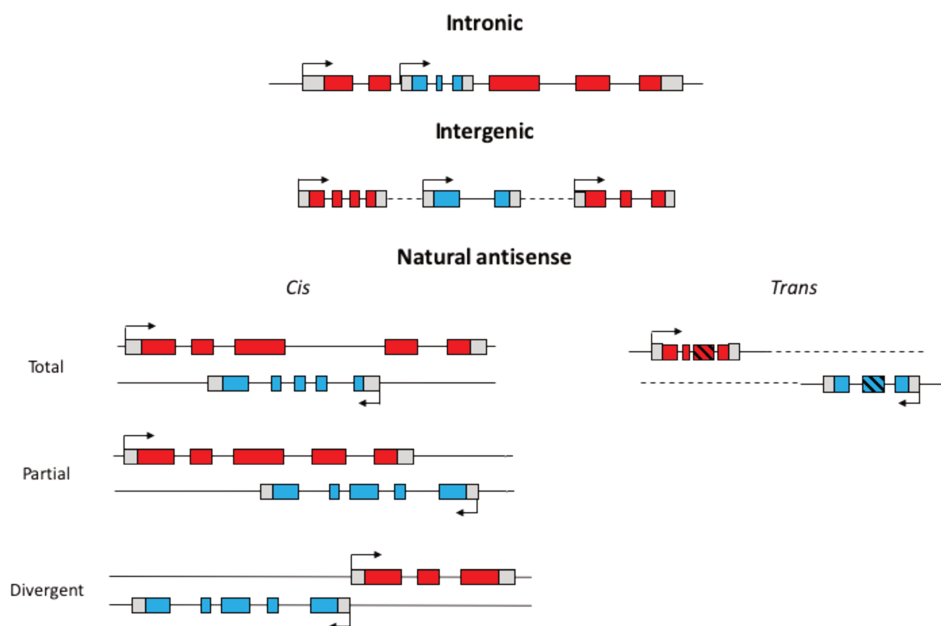 Intronic
Intergenic
Natural antisense
Cis
Trans
Total
Partial
Divergent